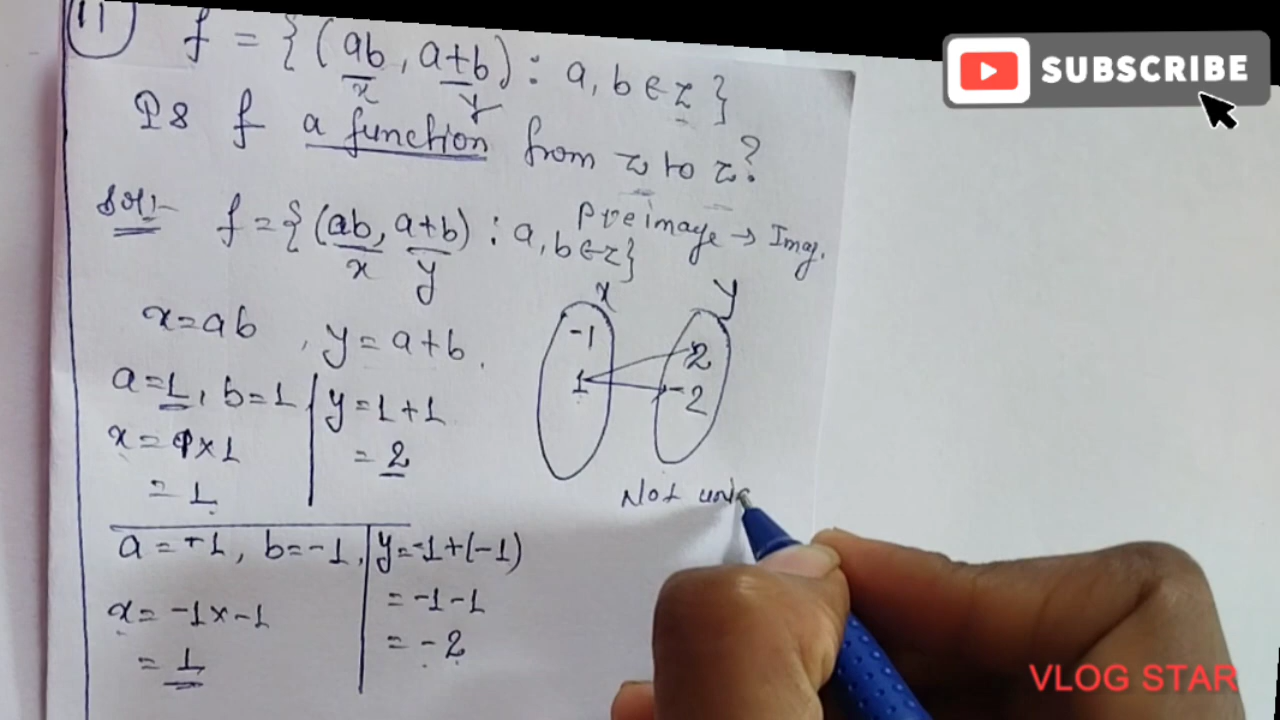 11) f = {(ab, a+b) : a, b ∈ z}
x y
Is f a function from z to z?
Sol:- f = {(ab, a+b) : a, b ∈ z}
x y
Preimage → Imag.
x y
x = ab , y = a+b.
-1
1
2
-2
a=1, b=1 | y = 1+1
x = 1×1 = 2
= 1
Not uniq
a = -1, b = -1, y = -1+(-1)
x = -1×-1 = -1-1
= 1 = -2
SUBSCRIBE
VLOG STAR